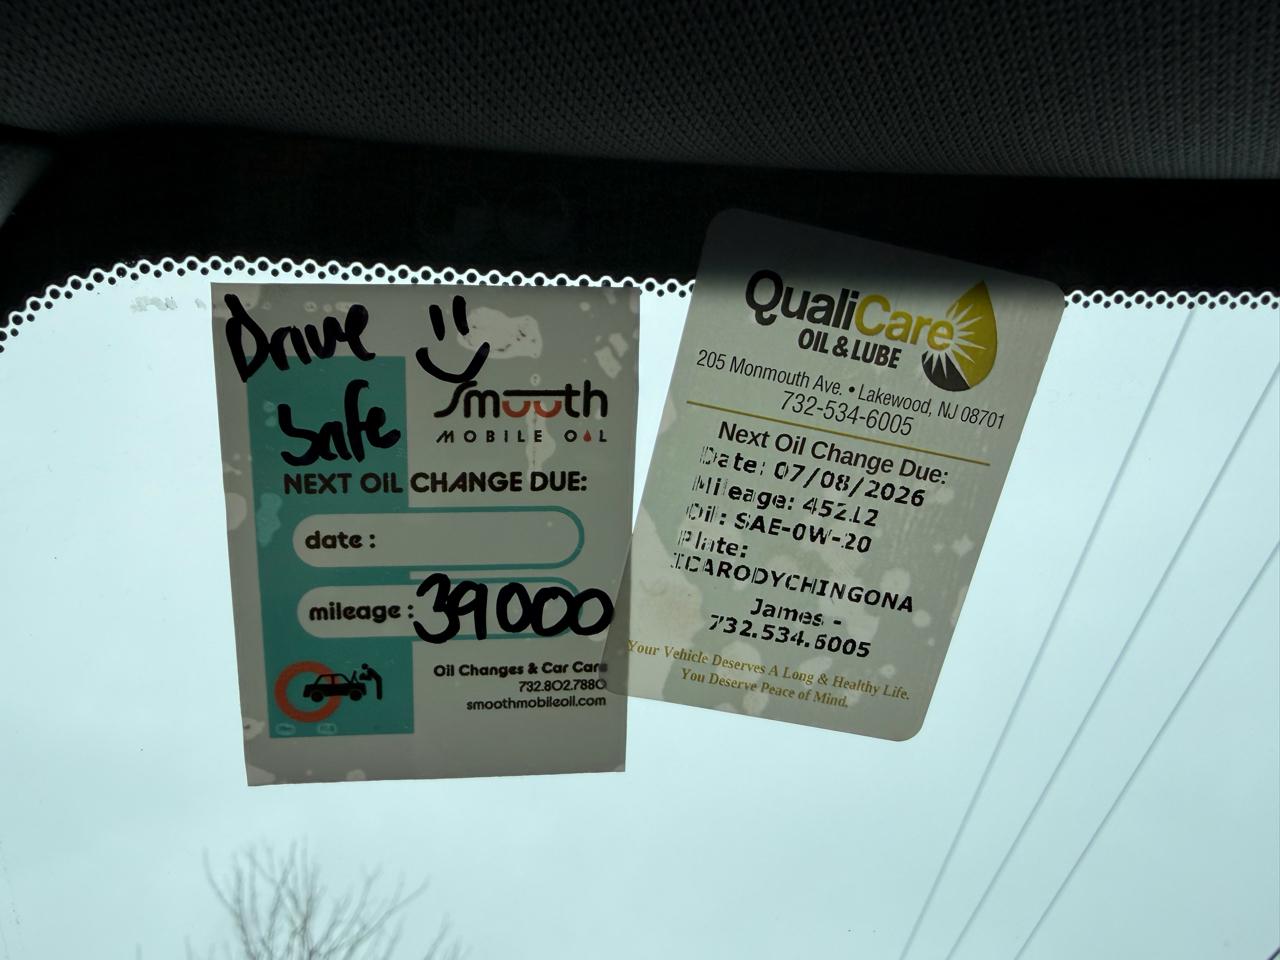 Drive
Safe
Smooth
MOBILE OIL
NEXT OIL CHANGE DUE:
date :
mileage : 39000
Oil Changes & Car Care
732.802.7880
smoothmobileoil.com
QualiCare
OIL & LUBE
205 Monmouth Ave. • Lakewood, NJ 08701
732-534-6005
Next Oil Change Due:
Date: 07/08/2026
Mileage: 45212
Oil: SAE-0W-20
Plate:
ICARODYCHINGONA
James -
732.534.6005
Your Vehicle Deserves A Long & Healthy Life.
You Deserve Peace of Mind.